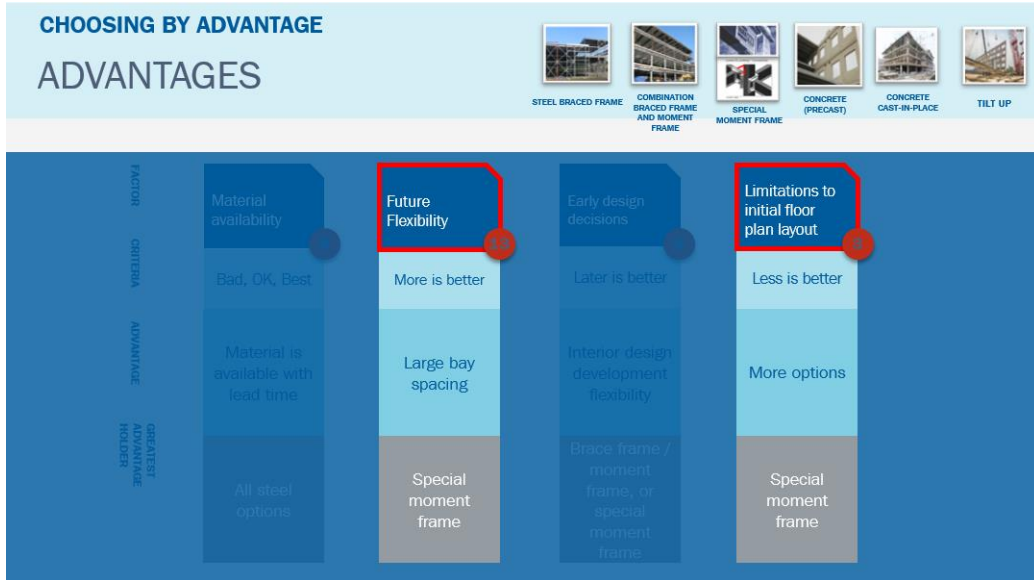 CHOOSING BY ADVANTAGE
ADVANTAGES
STEEL BRACED FRAME
COMBINATION
BRACED FRAME
AND MOMENT
FRAME
SPECIAL
MOMENT FRAME
CONCRETE
(PRECAST)
CONCRETE
CAST-IN-PLACE
TILT UP
FACTOR
Material
availability
Future
Flexibility
Early design
decisions
Limitations to
initial floor
plan layout
CRITERIA
Bad, OK, Best
More is better
Later is better
Less is better
ADVANTAGE
Material is
available with
lead time
Large bay
spacing
Interior design
development
flexibility
More options
GREATEST
ADVANTAGE
HOLDER
All steel
options
Special
moment
frame
Brace frame /
moment
frame, or
special
moment
frame
Special
moment
frame